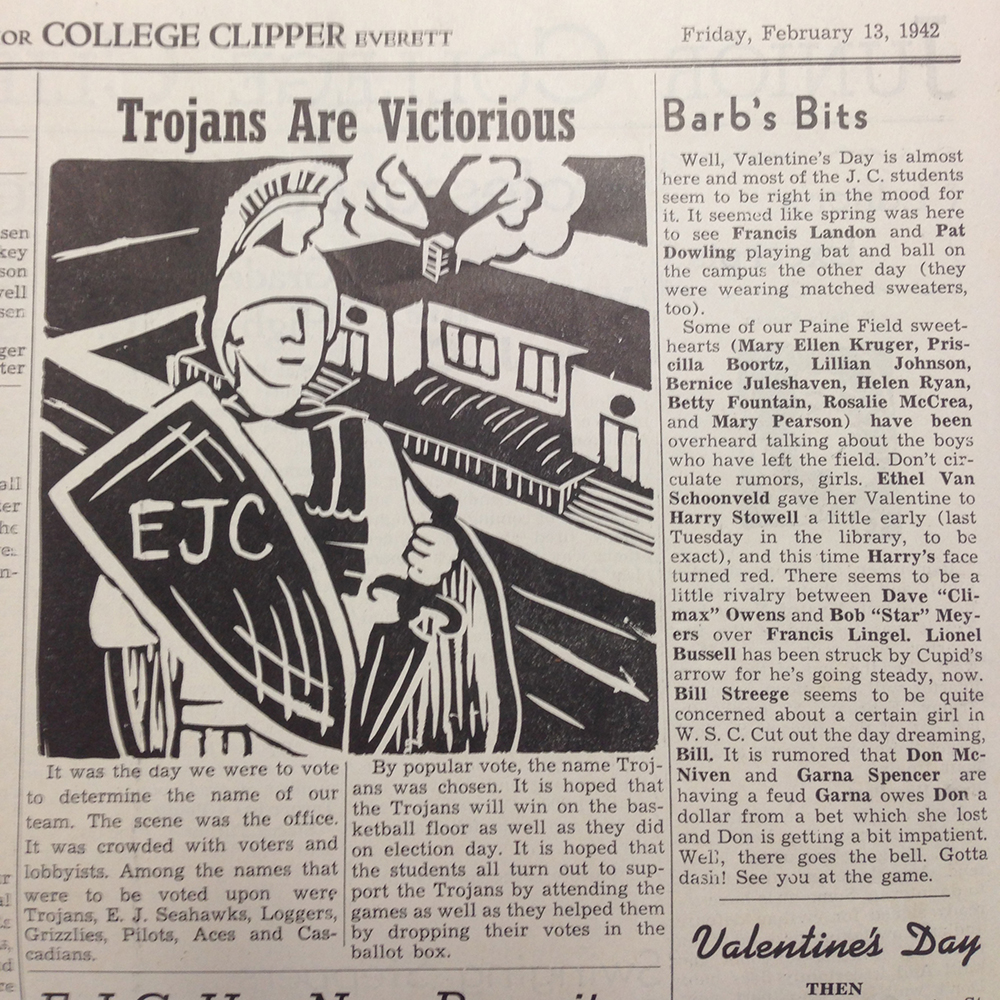 OR COLLEGE CLIPPER EVERETT
Friday, February 13, 1942
sen
key
son
vell
sen
ger
ter
all
ter
the
n-
Trojans Are Victorious
EJC
It was the day we were to vote
to determine the name of our
team. The scene was the office.
It was crowded with voters and
lobbyists. Among the names that
were to be voted upon were
Trojans, E. J. Seahawks, Loggers,
Grizzlies, Pilots, Aces and Cas-
cadians.
By popular vote, the name Troj-
ans was chosen. It is hoped that
the Trojans will win on the bas-
ketball floor as well as they did
on election day. It is hoped that
the students all turn out to sup-
port the Trojans by attending the
games as well as they helped them
by dropping their votes in the
ballot box.
Barb's Bits
Well, Valentine's Day is almost
here and most of the J. C. students
seem to be right in the mood for
it. It seemed like spring was here
to see Francis Landon and Pat
Dowling playing bat and ball on
the campus the other day (they
were wearing matched sweaters,
too).
Some of our Paine Field sweet-
hearts (Mary Ellen Kruger, Pris-
cilla Boortz, Lillian Johnson,
Bernice Juleshaven, Helen Ryan,
Betty Fountain, Rosalie McCrea,
and Mary Pearson) have been
overheard talking about the boys
who have left the field. Don't cir-
culate rumors, girls. Ethel Van
Schoonveld gave her Valentine to
Harry Stowell a little early (last
Tuesday in the library, to be
exact), and this time Harry's face
turned red. There seems to be a
little rivalry between Dave "Cli-
max" Owens and Bob "Star" Mey-
ers over Francis Lingel. Lionel
Bussell has been struck by Cupid's
arrow for he's going steady, now.
Bill Streege seems to be quite
concerned about a certain girl in
W. S. C. Cut out the day dreaming,
Bill. It is rumored that Don Mc-
Niven and Garna Spencer are
having a feud Garna owes Don a
dollar from a bet which she lost
and Don is getting a bit impatient.
Well, there goes the bell. Gotta
dash! See you at the game.
Valentine's Day
THEN